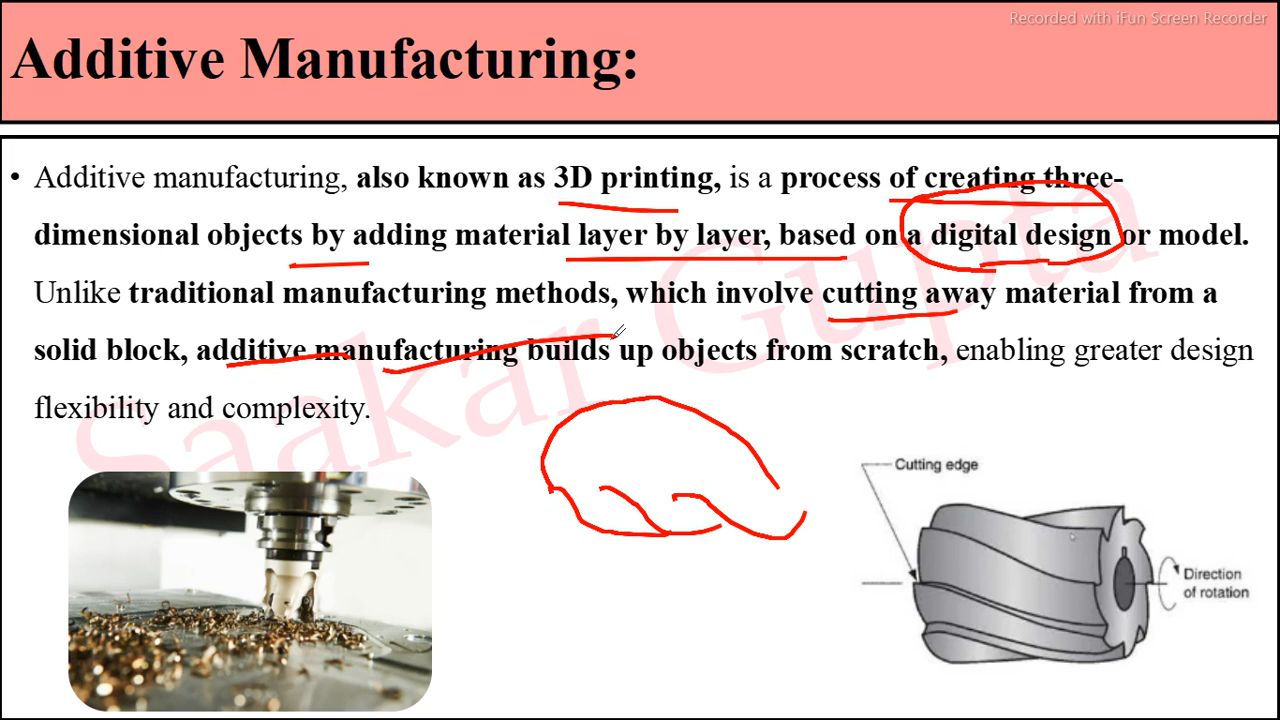 Recorded with iFun Screen Recorder
Additive Manufacturing:
• Additive manufacturing, also known as 3D printing, is a process of creating three-
dimensional objects by adding material layer by layer, based on a digital design or model.
Unlike traditional manufacturing methods, which involve cutting away material from a
solid block, additive manufacturing builds up objects from scratch, enabling greater design
flexibility and complexity.
Saakar Gupta
Cutting edge
Direction
of rotation